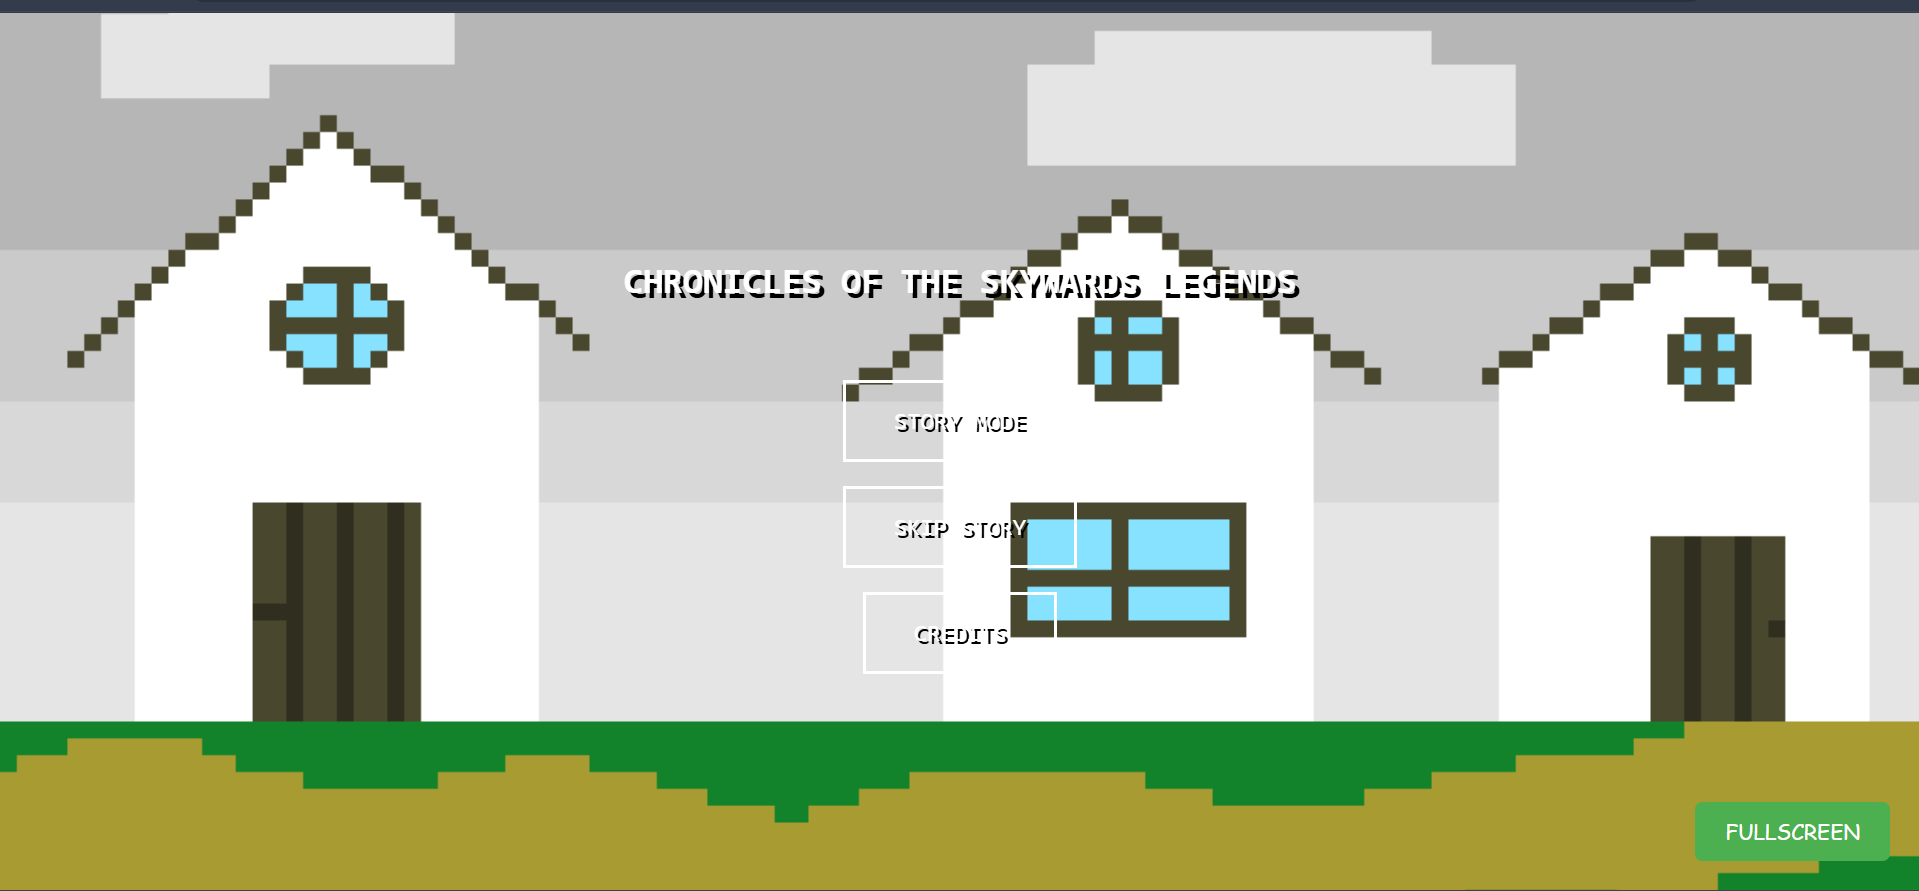 CHRONICLES OF THE SKYWARDS LEGENDS
STORY MODE
SKIP STORY
CREDITS
FULLSCREEN